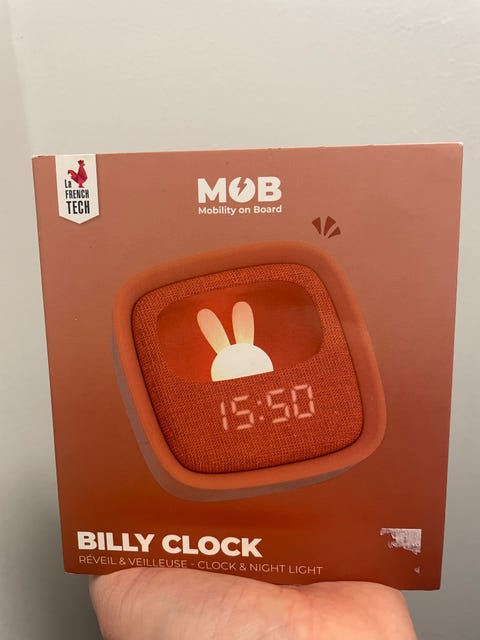 La
FRENCH
TECH
MOB
Mobility on Board
15:50
BILLY CLOCK
RÉVEIL & VEILLEUSE - CLOCK & NIGHT LIGHT